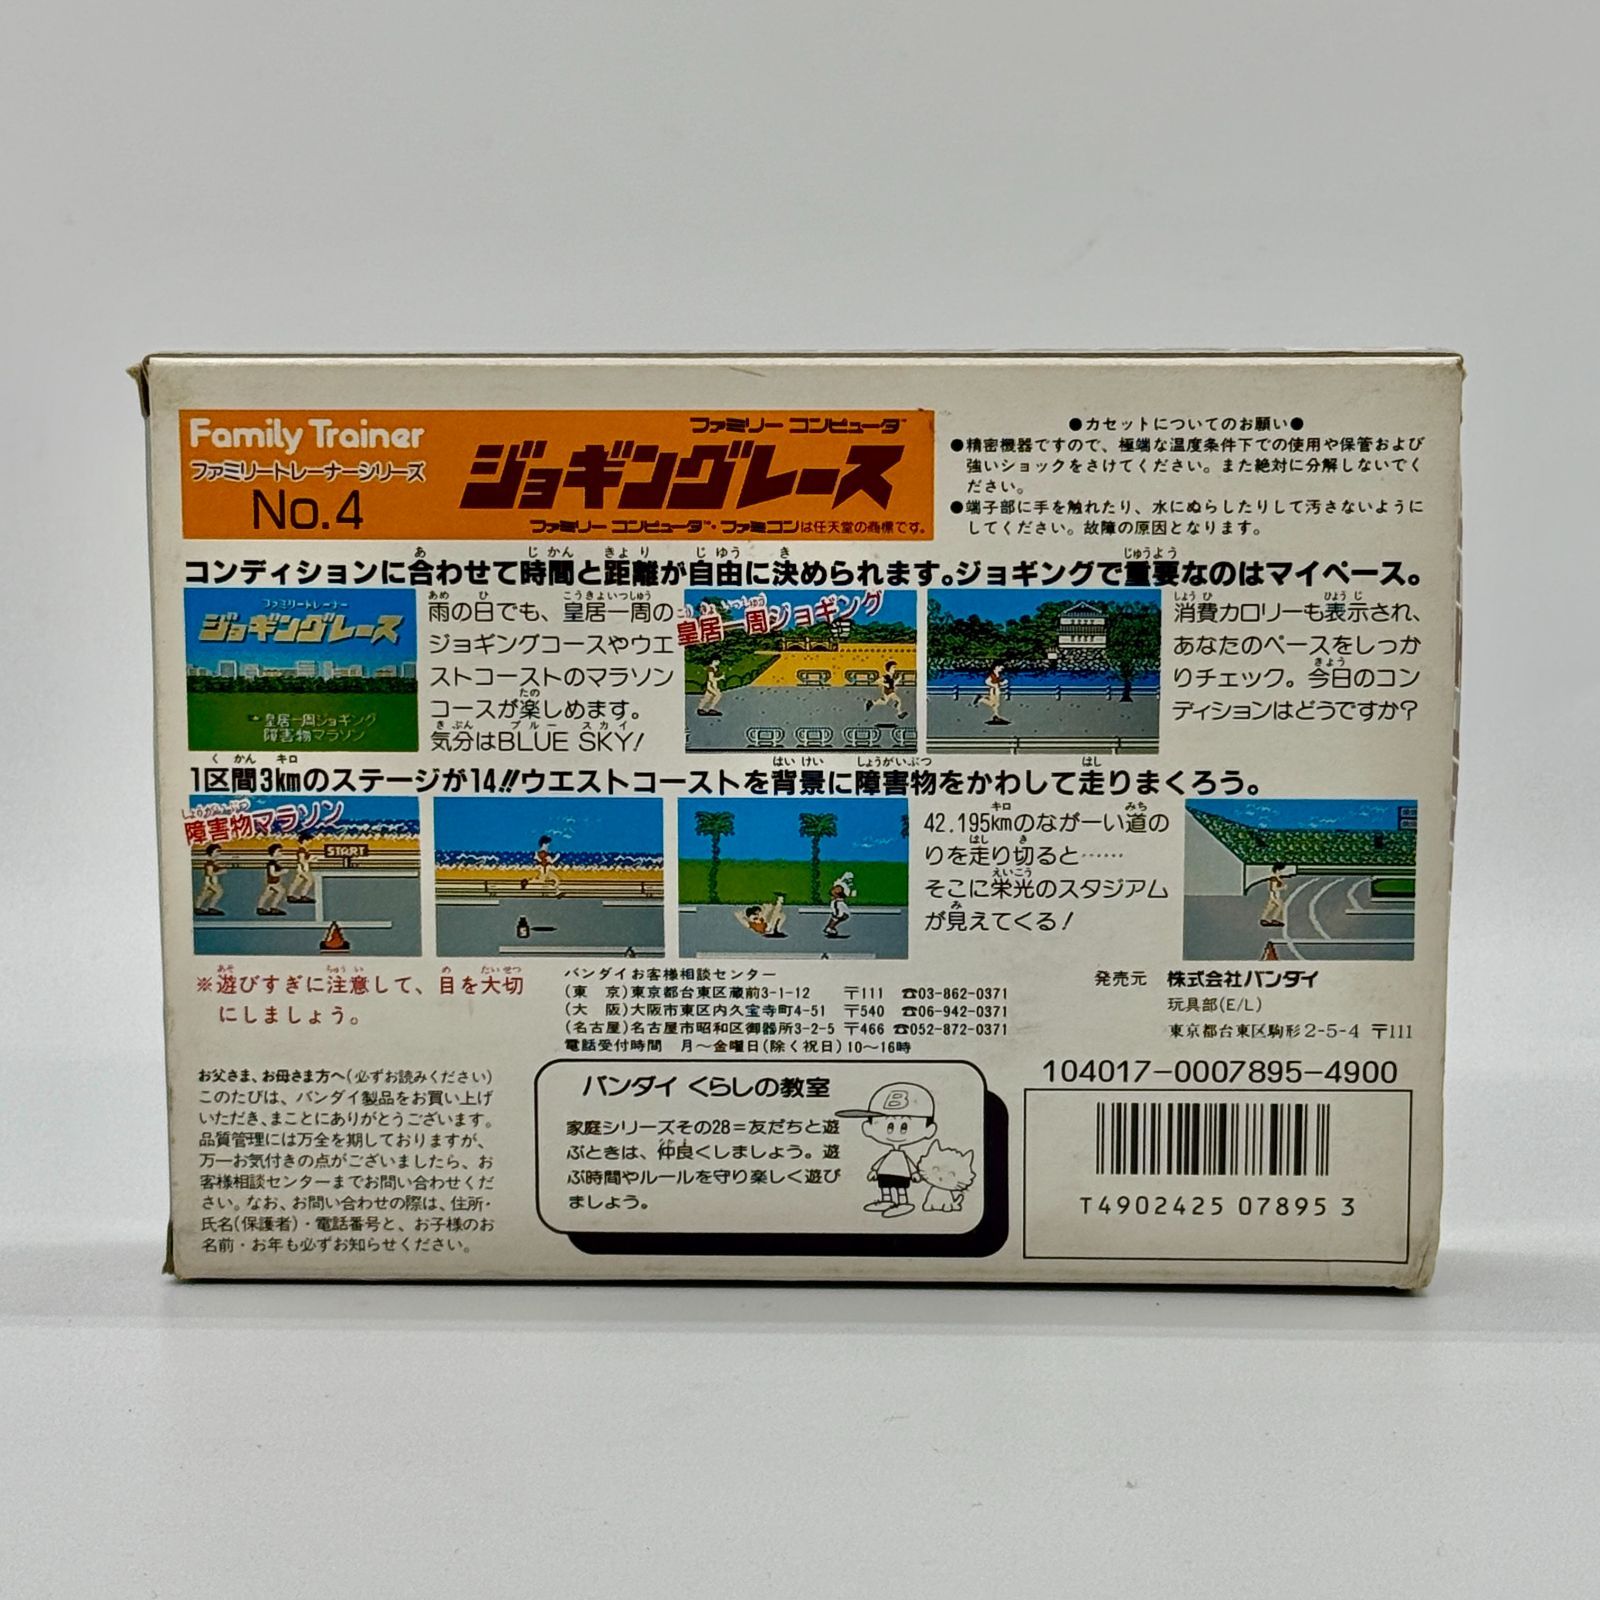 Family Trainer
ファミリートレーナーシリーズ
No.4
ファミリー コンピュータ™
ジョギングレース
ファミリー コンピュータ™・ファミコンは任天堂の商標です。
●カセットについてのお願い●
●精密機器ですので、極端な温度条件下での使用や保管および
強いショックをさけてください。また絶対に分解しないでく
ださい。
●端子部に手を触れたり、水にぬらしたりして汚さないように
してください。故障の原因となります。
コンディションに合わせて時間と距離が自由に決められます。ジョギングで重要なのはマイペース。
ファミリートレーナー
ジョギングレース
皇居一周ジョギング
障害物マラソン
雨の日でも、皇居一周の
ジョギングコースやウエ
ストコーストのマラソン
コースが楽しめます。
気分はBLUE SKY!
皇居一周ジョギング
消費カロリーも表示され、
あなたのペースをしっか
りチェック。今日のコン
ディションはどうですか?
1区間3kmのステージが14!!ウエストコーストを背景に障害物をかわして走りまくろう。
障害物マラソン
START
42.195kmのながーい道の
りを走り切ると……
そこに栄光のスタジアム
が見えてくる!
※遊びすぎに注意して、目を大切
にしましょう。
バンダイお客様相談センター
(東 京)東京都台東区蔵前3-1-12 〒111 ☎03-862-0371
(大 阪)大阪市東区内久宝寺町4-51 〒540 ☎06-942-0371
(名古屋)名古屋市昭和区御器所3-2-5 〒466 ☎052-872-0371
電話受付時間 月〜金曜日(除く祝日)10〜16時
発売元 株式会社バンダイ
玩具部(E/L)
東京都台東区駒形2-5-4 〒111
お父さま、お母さま方へ(必ずお読みください)
このたびは、バンダイ製品をお買い上げ
いただき、まことにありがとうございます。
品質管理には万全を期しておりますが、
万一お気付きの点がございましたら、お
客様相談センターまでお問い合わせくだ
さい。なお、お問い合わせの際は、住所・
氏名(保護者)・電話番号と、お子様のお
名前・お年も必ずお知らせください。
バンダイ くらしの教室
家庭シリーズその28=友だちと遊
ぶときは、仲良くしましょう。遊
ぶ時間やルールを守り楽しく遊び
ましょう。
B
104017-0007895-4900
T4902425 07895 3